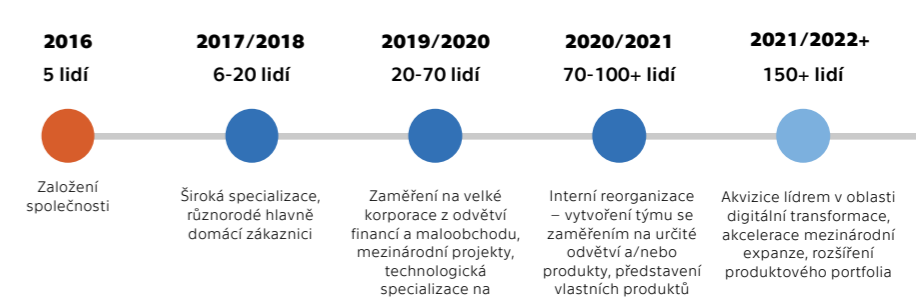 2016
5 lidí
Založení
společnosti
2017/2018
6-20 lidí
Široká specializace,
různorodé hlavně
domácí zákaznici
2019/2020
20-70 lidí
Zaměření na velké
korporace z odvětví
financí a maloobchodu,
mezinárodní projekty,
technologická
specializace na
2020/2021
70-100+ lidí
Interní reorganizace
– vytvoření týmu se
zaměřením na určité
odvětví a/nebo
produkty, představení
vlastních produktů
2021/2022+
150+ lidí
Akvizice lídrem v oblasti
digitální transformace,
akcelerace mezinárodní
expanze, rozšíření
produktového portfolia